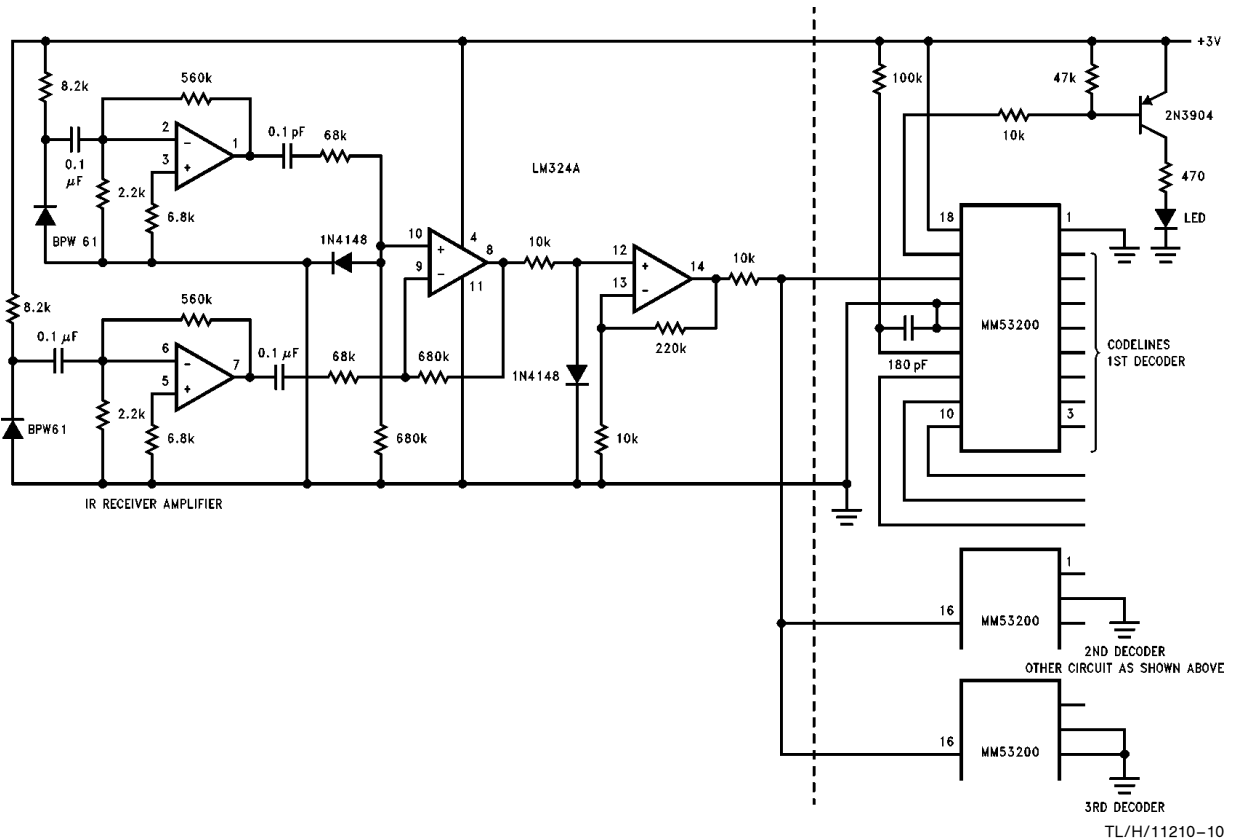 +3V
8.2k
560k
100k
47k
2
1
0.1 pF
68k
2N3904
0.1
μF
3
10k
LM324A
2.2k
6.8k
470
18
1
LED
BPW 61
1N4148
10
4
8
10k
12
14
10k
9
11
13
8.2k
560k
MM53200
0.1 μF
220k
CODELINES
1ST DECODER
6
7
0.1 μF
68k
680k
1N4148
180 pF
5
2.2k
6.8k
BPW61
680k
10k
10
3
IR RECEIVER AMPLIFIER
1
16
MM53200
2ND DECODER
OTHER CIRCUIT AS SHOWN ABOVE
16
MM53200
3RD DECODER
TL/H/11210–10